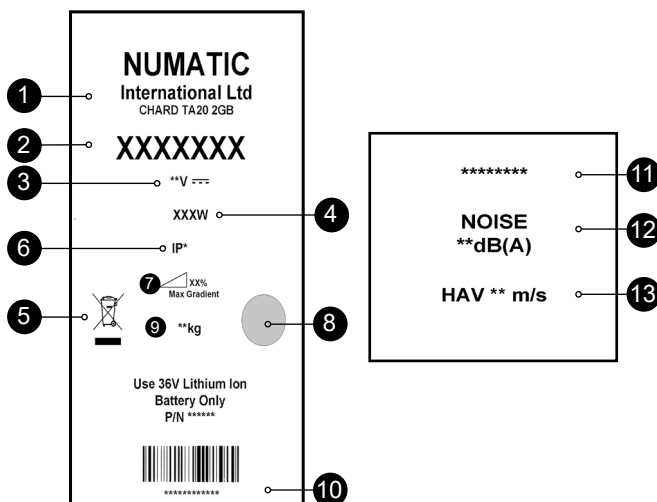 NUMATIC
International Ltd
CHARD TA20 2GB
1
2
XXXXXXX
3
**V
XXXW
4
6
IP*
7
XX%
Max Gradient
5
9
**kg
8
Use 36V Lithium Ion
Battery Only
P/N ******
************
10
********
11
NOISE
**dB(A)
12
HAV ** m/s
13